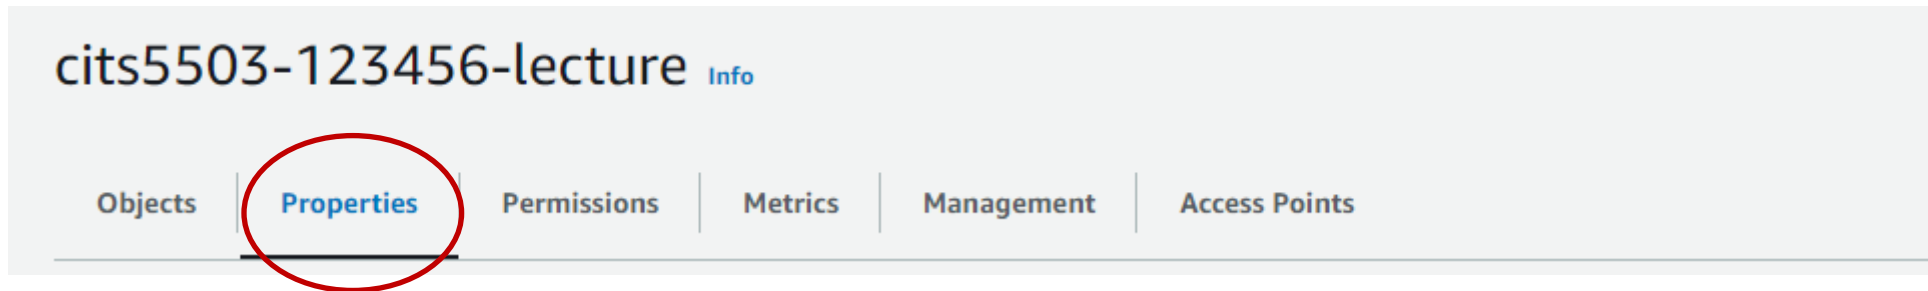 cits5503-123456-lecture Info
Objects Properties Permissions Metrics Management Access Points